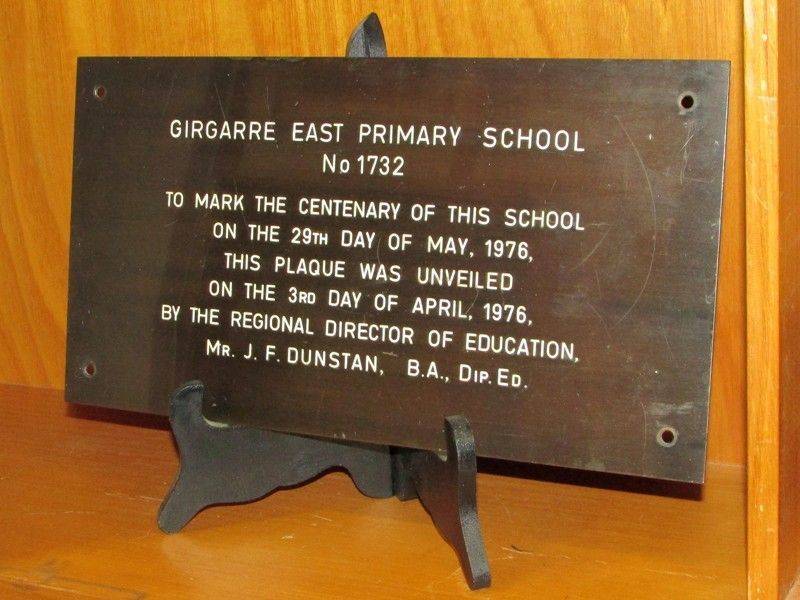 GIRGARRE EAST PRIMARY SCHOOL
No 1732
TO MARK THE CENTENARY OF THIS SCHOOL
ON THE 29TH DAY OF MAY, 1976,
THIS PLAQUE WAS UNVEILED
ON THE 3RD DAY OF APRIL, 1976,
BY THE REGIONAL DIRECTOR OF EDUCATION,
MR. J. F. DUNSTAN, B.A., DIP. ED.